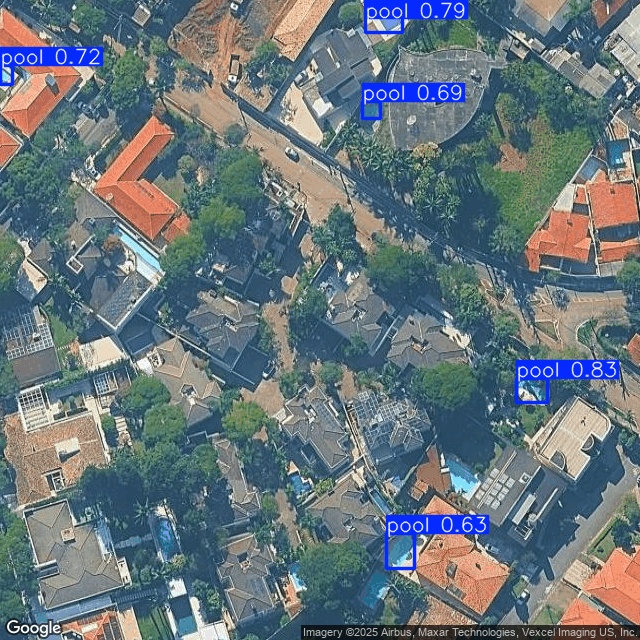 pool 0.79
pool 0.72
pool 0.69
pool 0.83
pool 0.63
Google
Imagery ©2025 Airbus, Maxar Technologies, Vexcel Imaging US, Inc.